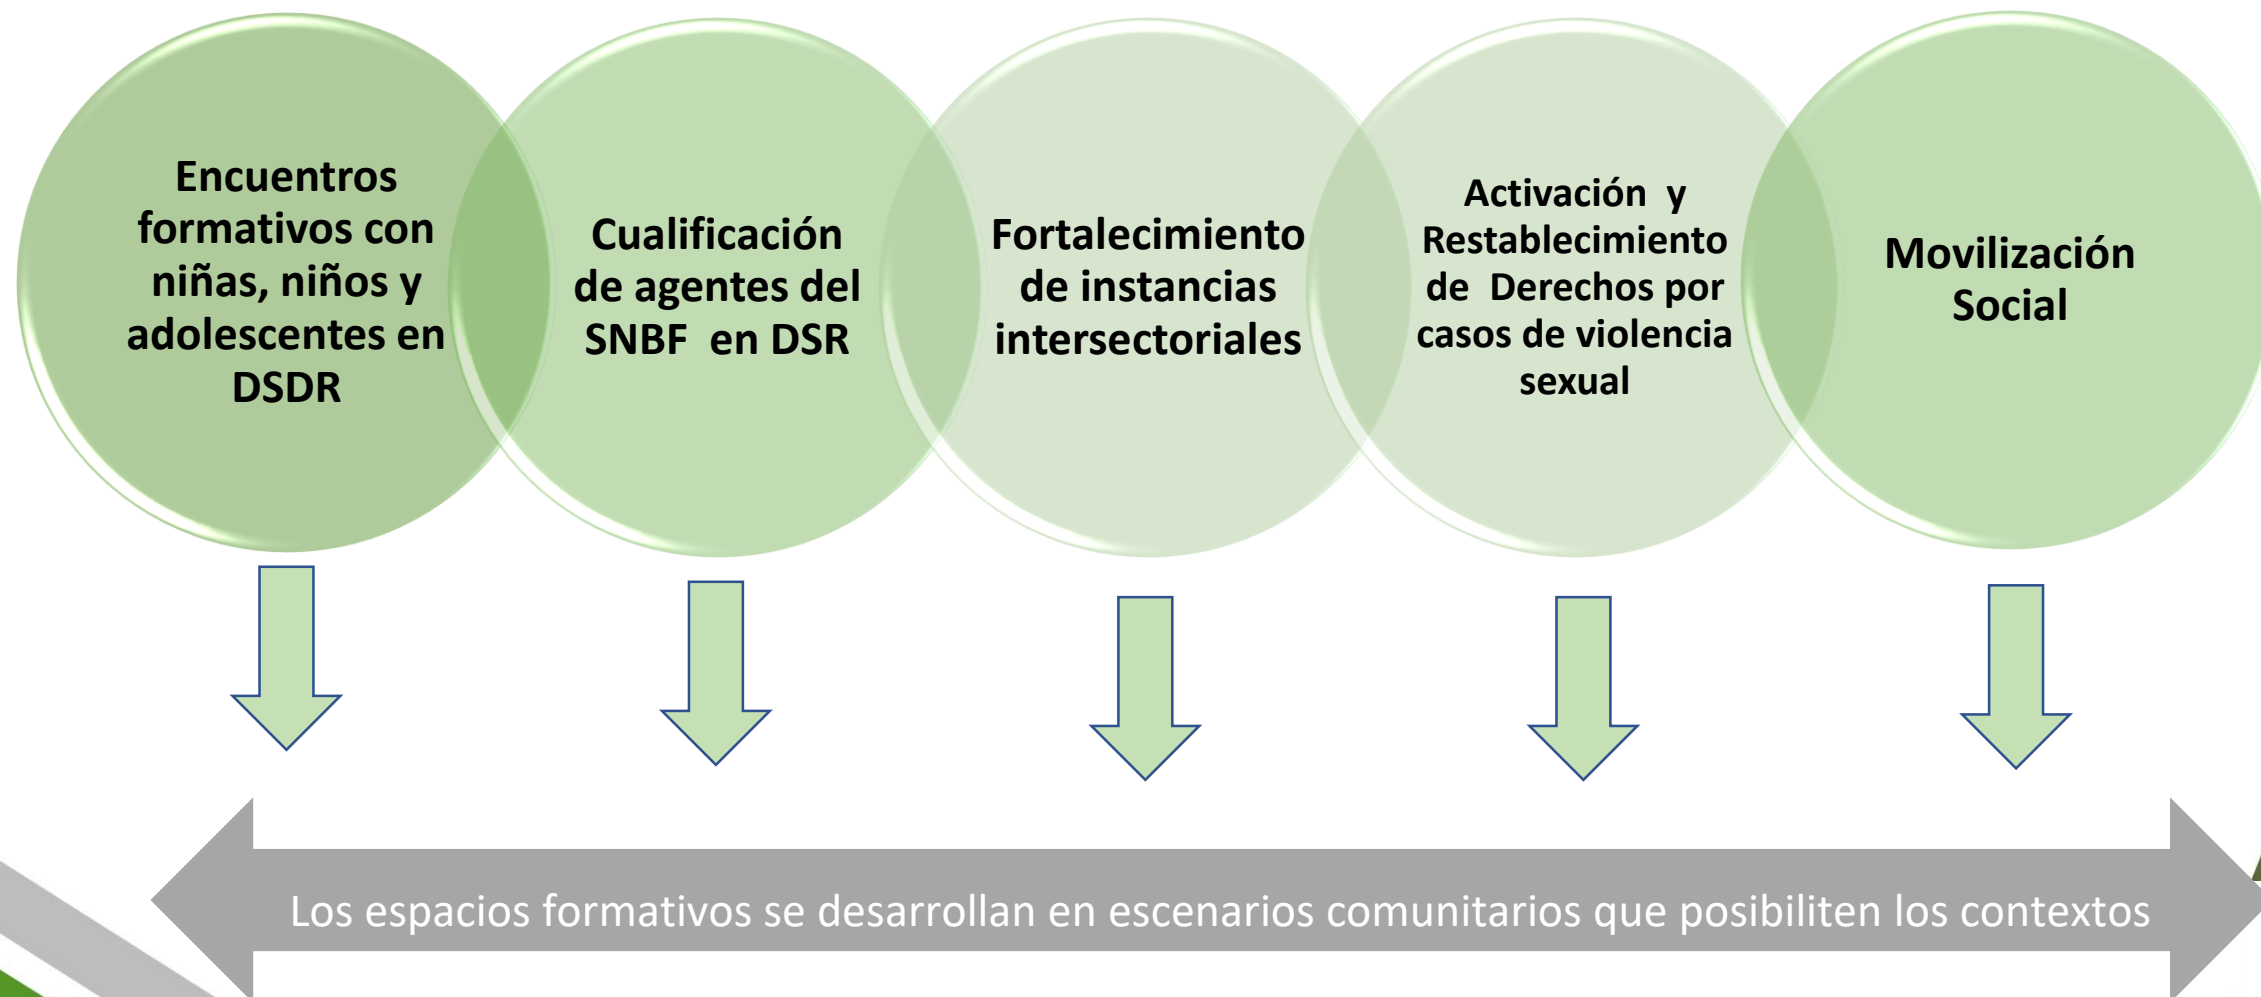 Encuentros
formativos con
niñas, niños y
adolescentes en
DSDR
Cualificación
de agentes del
SNBF en DSR
Fortalecimiento
de instancias
intersectoriales
Activación y
Restablecimiento
de Derechos por
casos de violencia
sexual
Movilización
Social
Los espacios formativos se desarrollan en escenarios comunitarios que posibiliten los contextos